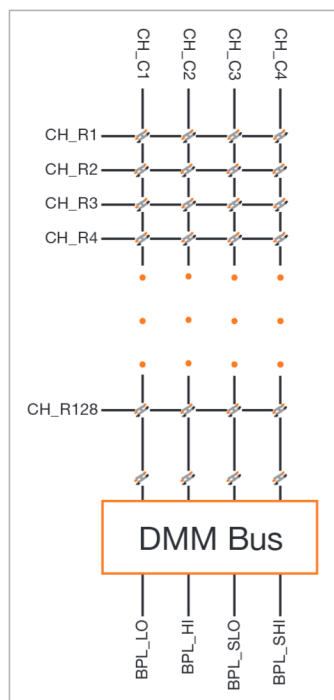 CH_C1
CH_C2
CH_C3
CH_C4
CH_R1
CH_R2
CH_R3
CH_R4
CH_R128
DMM Bus
BPL_LO
BPL_HI
BPL_SLO
BPL_SHI